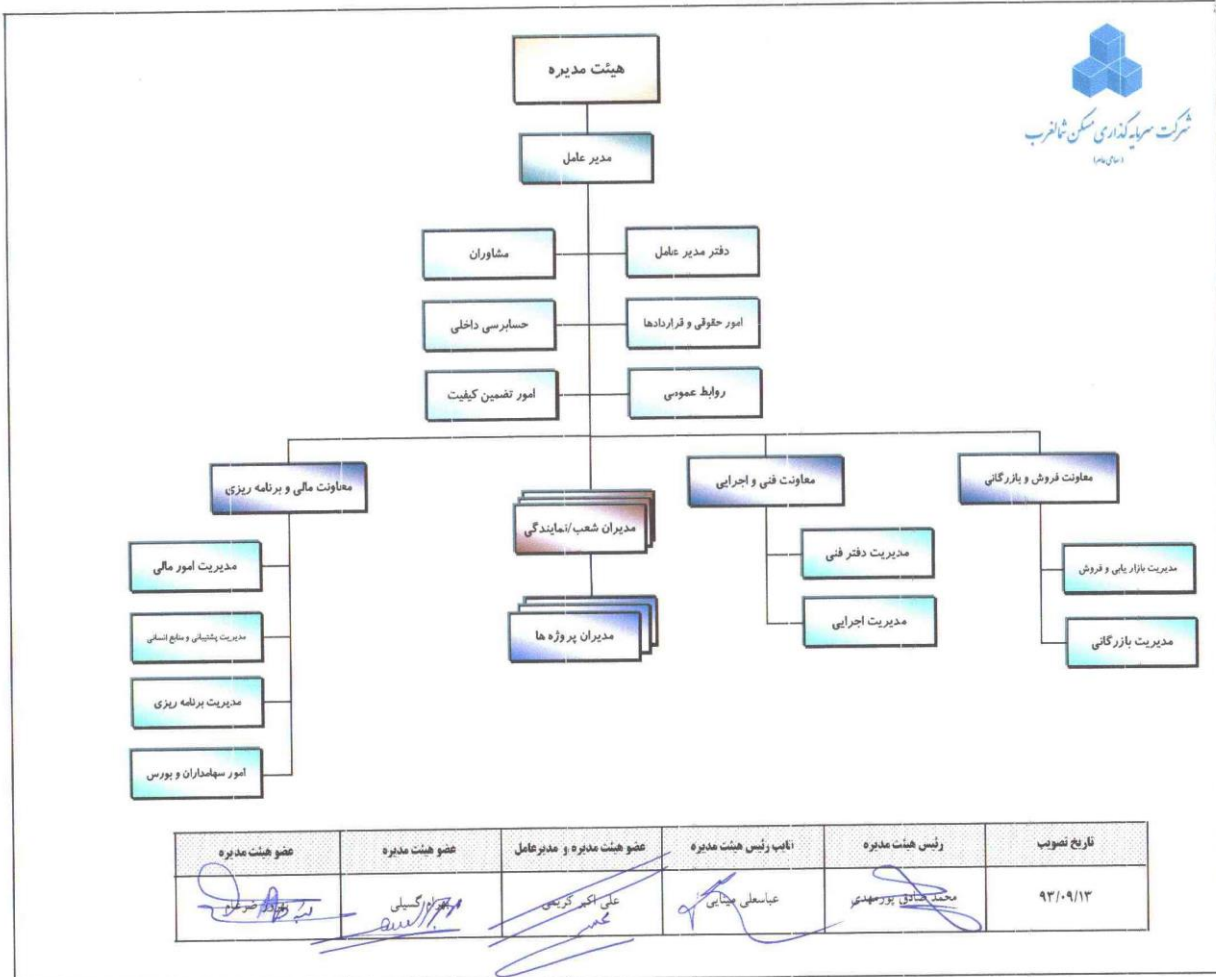 هیئت مدیره
شرکت سرمایه گذاری مسکن شمالغرب
مدیر عامل
دفتر مدیر عامل
مشاوران
امور حقوقی و قراردادها
حسابرسی داخلی
روابط عمومی
امور تضمین کیفیت
معاونت فروش و بازرگانی
معاونت فنی و اجرایی
مدیران شعب/نمایندگی
معاونت مالی و برنامه ریزی
مدیریت بازار یابی و فروش
مدیریت بازرگانی
مدیریت دفتر فنی
مدیریت اجرایی
مدیران پروژه ها
مدیریت امور مالی
مدیریت پشتیبانی و منابع انسانی
مدیریت برنامه ریزی
امور سهامداران و بورس
تاریخ تصویب
رئیس هیئت مدیره
نایب رئیس هیئت مدیره
عضو هیئت مدیره و مدیرعامل
عضو هیئت مدیره
عضو هیئت مدیره
۹۳/۰۹/۱۳
محمد صادق پورمهدی
عباسعلی مینایی
علی اکبر کریمی
بهرام گسیلی
ضرغام